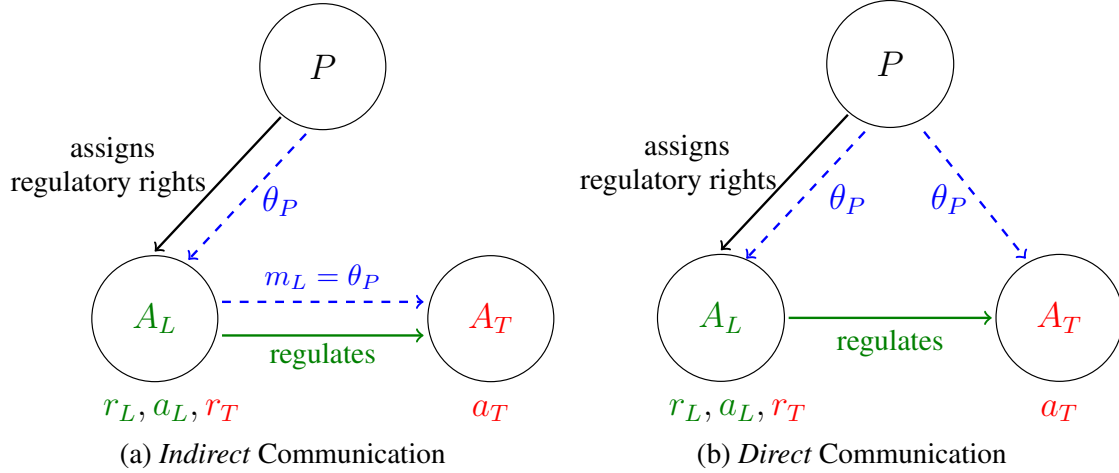 P
assigns
regulatory rights
θ_P
m_L = θ_P
A_L
A_T
regulates
r_L, a_L, r_T
a_T
(a) Indirect Communication
P
assigns
regulatory rights
θ_P
θ_P
A_L
A_T
regulates
r_L, a_L, r_T
a_T
(b) Direct Communication